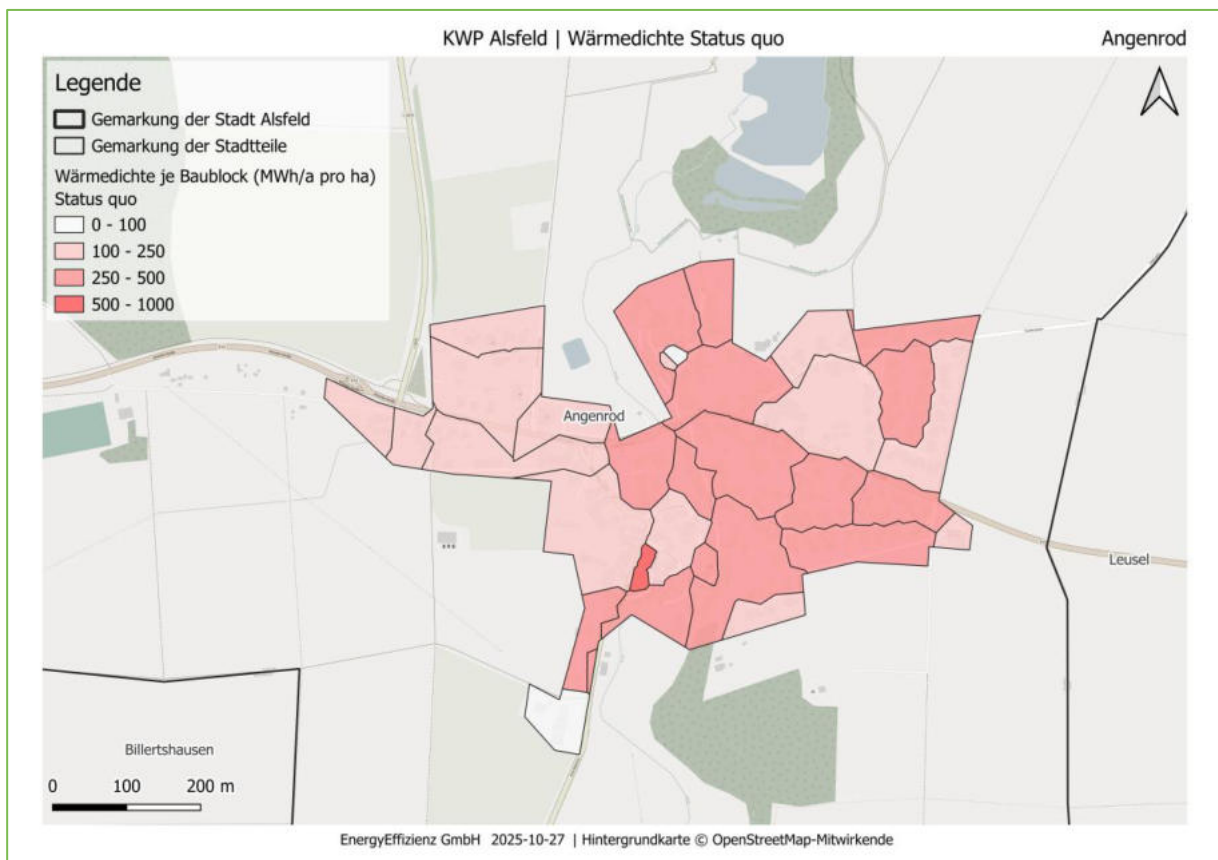 KWP Alsfeld | Wärmedichte Status quo
Angenrod
Legende
Gemarkung der Stadt Alsfeld
Gemarkung der Stadtteile
Wärmedichte je Baublock (MWh/a pro ha)
Status quo
0 - 100
100 - 250
250 - 500
500 - 1000
Angenrod
Leusel
Billertshausen
0 100 200 m
EnergyEffizienz GmbH 2025-10-27 | Hintergrundkarte © OpenStreetMap-Mitwirkende